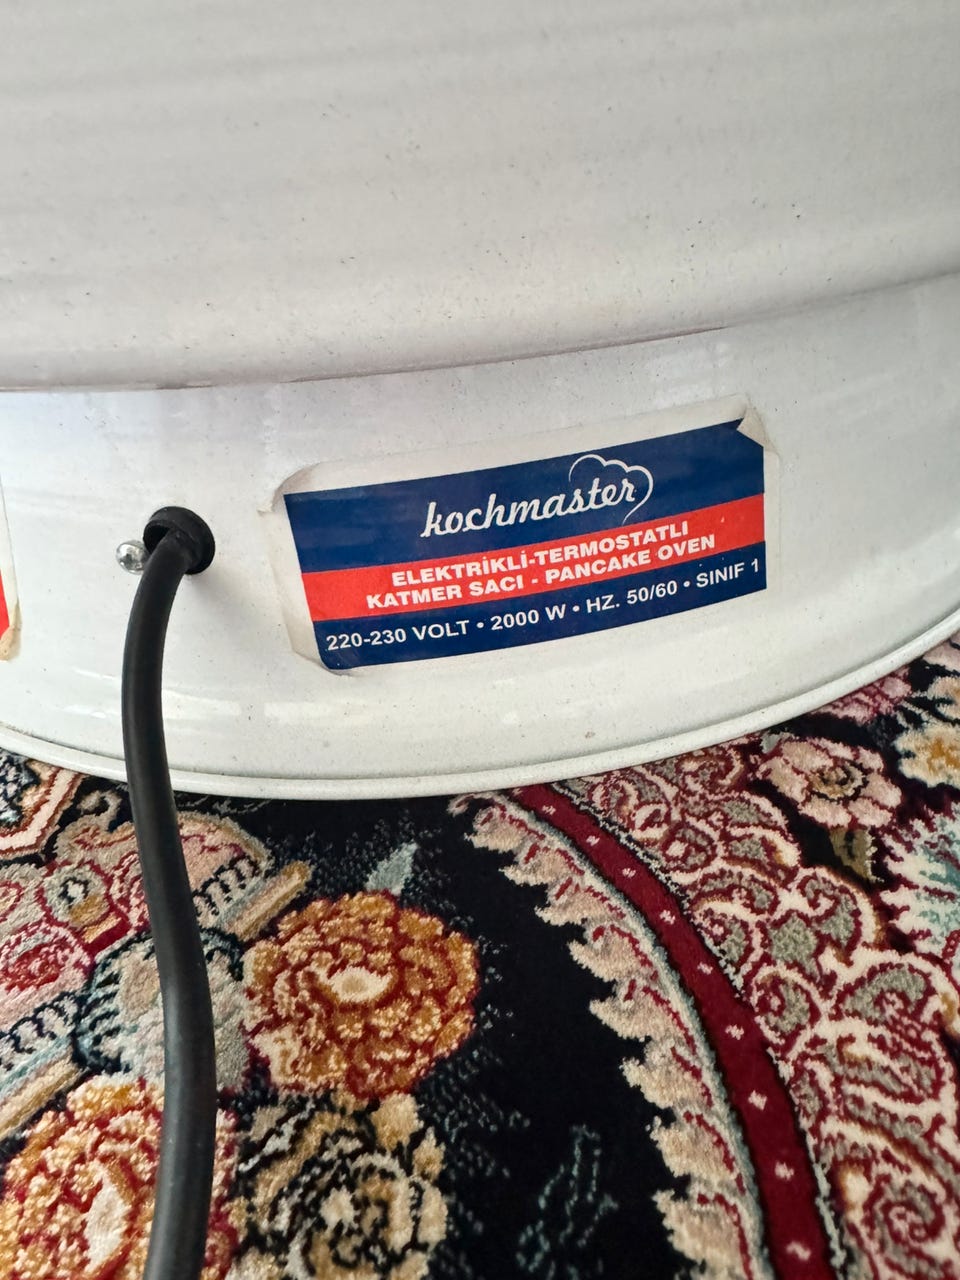 kochmaster
ELEKTRİKLİ-TERMOSTATLI
KATMER SACI - PANCAKE OVEN
220-230 VOLT • 2000 W • HZ. 50/60 • SINIF 1